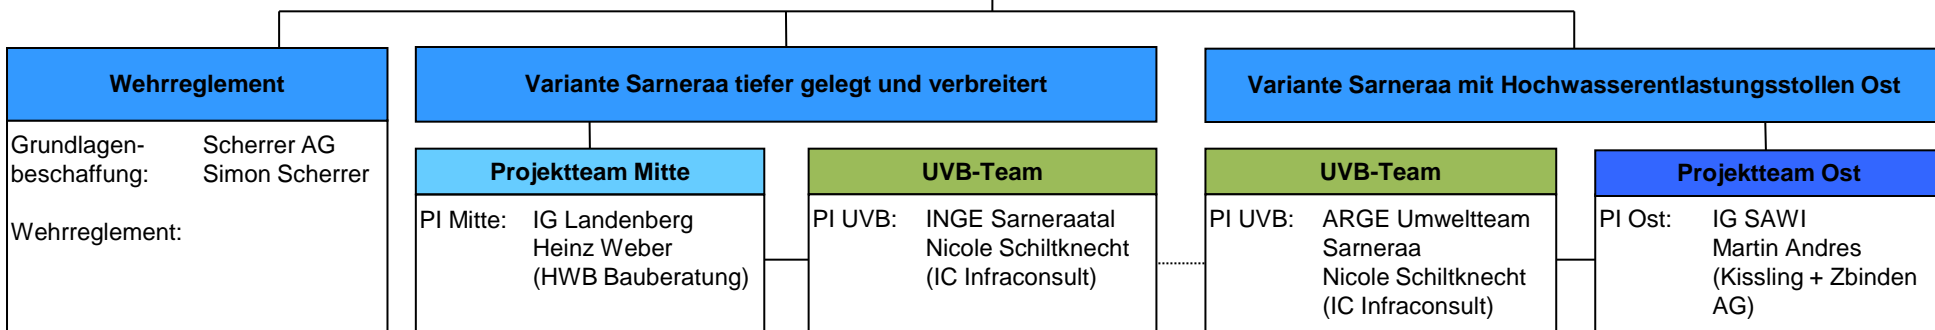 Wehrreglement
Grundlagen- Scherrer AG
beschaffung: Simon Scherrer
Wehrreglement:
Variante Sarneraa tiefer gelegt und verbreitert
Projektteam Mitte
PI Mitte: IG Landenberg
Heinz Weber
(HWB Bauberatung)
UVB-Team
PI UVB: INGE Sarneraatal
Nicole Schiltknecht
(IC Infraconsult)
Variante Sarneraa mit Hochwasserentlastungsstollen Ost
UVB-Team
PI UVB: ARGE Umweltteam
Sarneraa
Nicole Schiltknecht
(IC Infraconsult)
Projektteam Ost
PI Ost: IG SAWI
Martin Andres
(Kissling + Zbinden
AG)